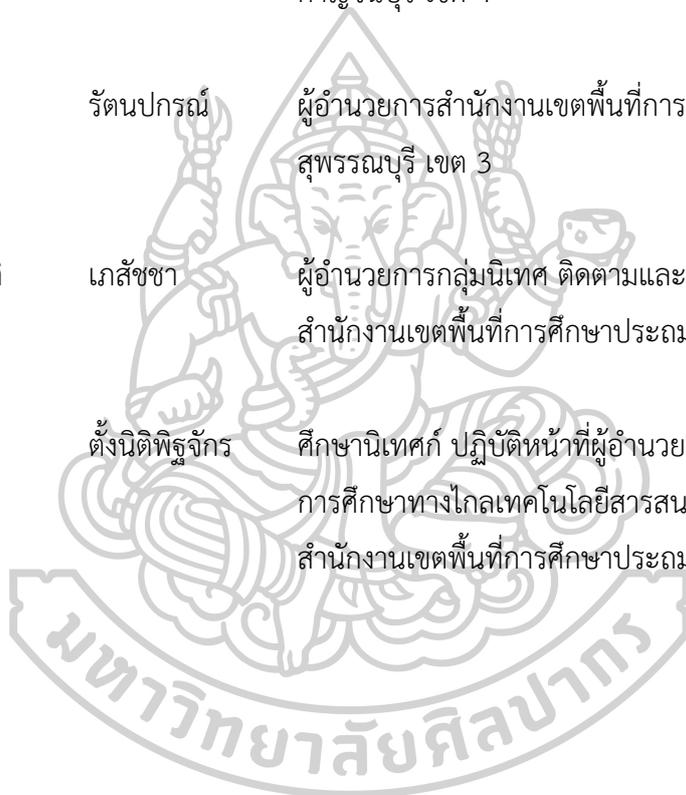 รัตนปกรณ์ ผู้อำนวยการสำนักงานเขตพื้นที่การ
สุพรรณบุรี เขต 3
เภสัชชา ผู้อำนวยการกลุ่มนิเทศ ติดตามและ
สำนักงานเขตพื้นที่การศึกษาประถม
ตั้งนิติพิฐจักร ศึกษานิเทศก์ ปฏิบัติหน้าที่ผู้อำนวย
การศึกษาทางไกลเทคโนโลยีสารสน
สำนักงานเขตพื้นที่การศึกษาประถม
มหาวิทยาลัยศิลปากร